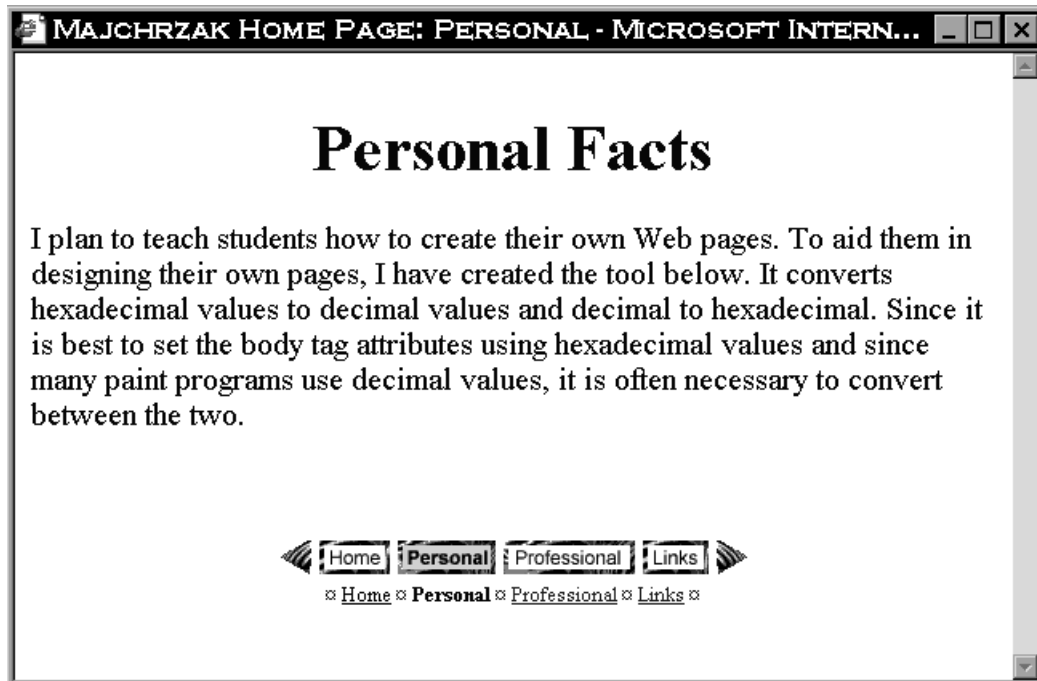 MAJCHRZAK HOME PAGE: PERSONAL - MICROSOFT INTERN...
Personal Facts
I plan to teach students how to create their own Web pages. To aid them in
designing their own pages, I have created the tool below. It converts
hexadecimal values to decimal values and decimal to hexadecimal. Since it
is best to set the body tag attributes using hexadecimal values and since
many paint programs use decimal values, it is often necessary to convert
between the two.
Home Personal Professional Links
¤ Home ¤ Personal ¤ Professional ¤ Links ¤